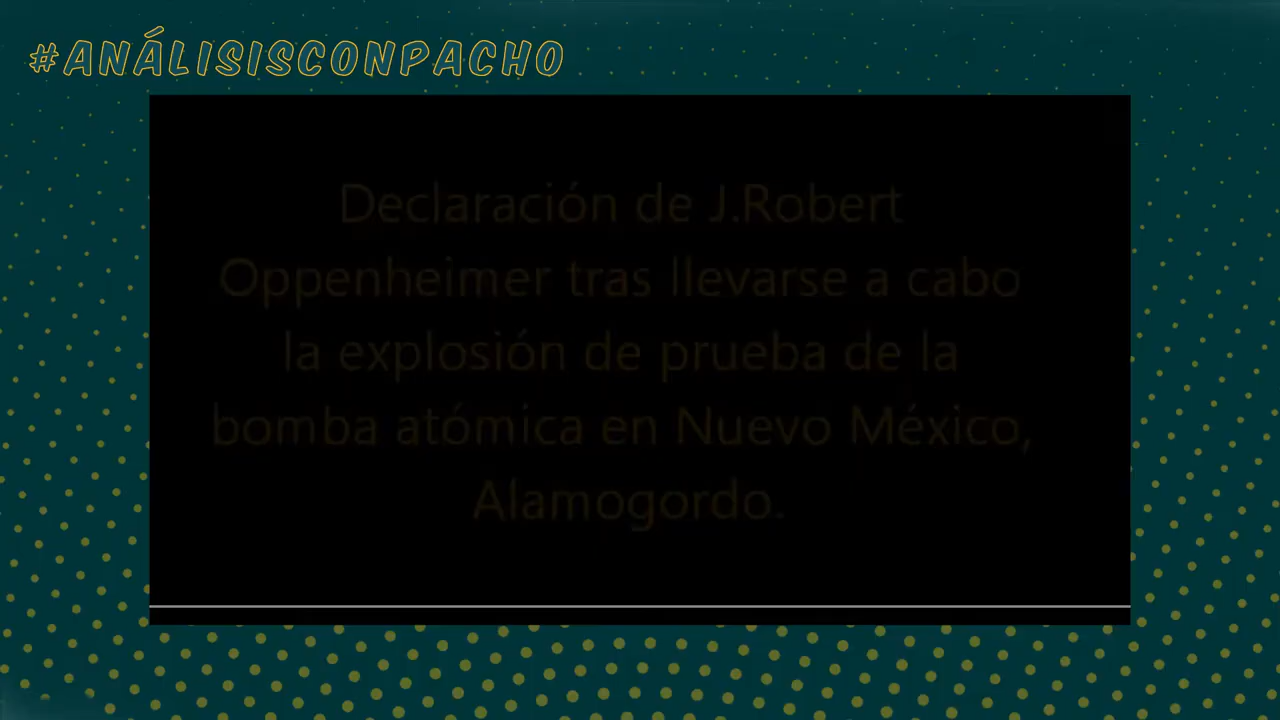 #ANÁLISISCONPACHO
Declaración de J.Robert
Oppenheimer tras llevarse a cabo
la explosión de prueba de la
bomba atómica en Nuevo México,
Alamogordo.